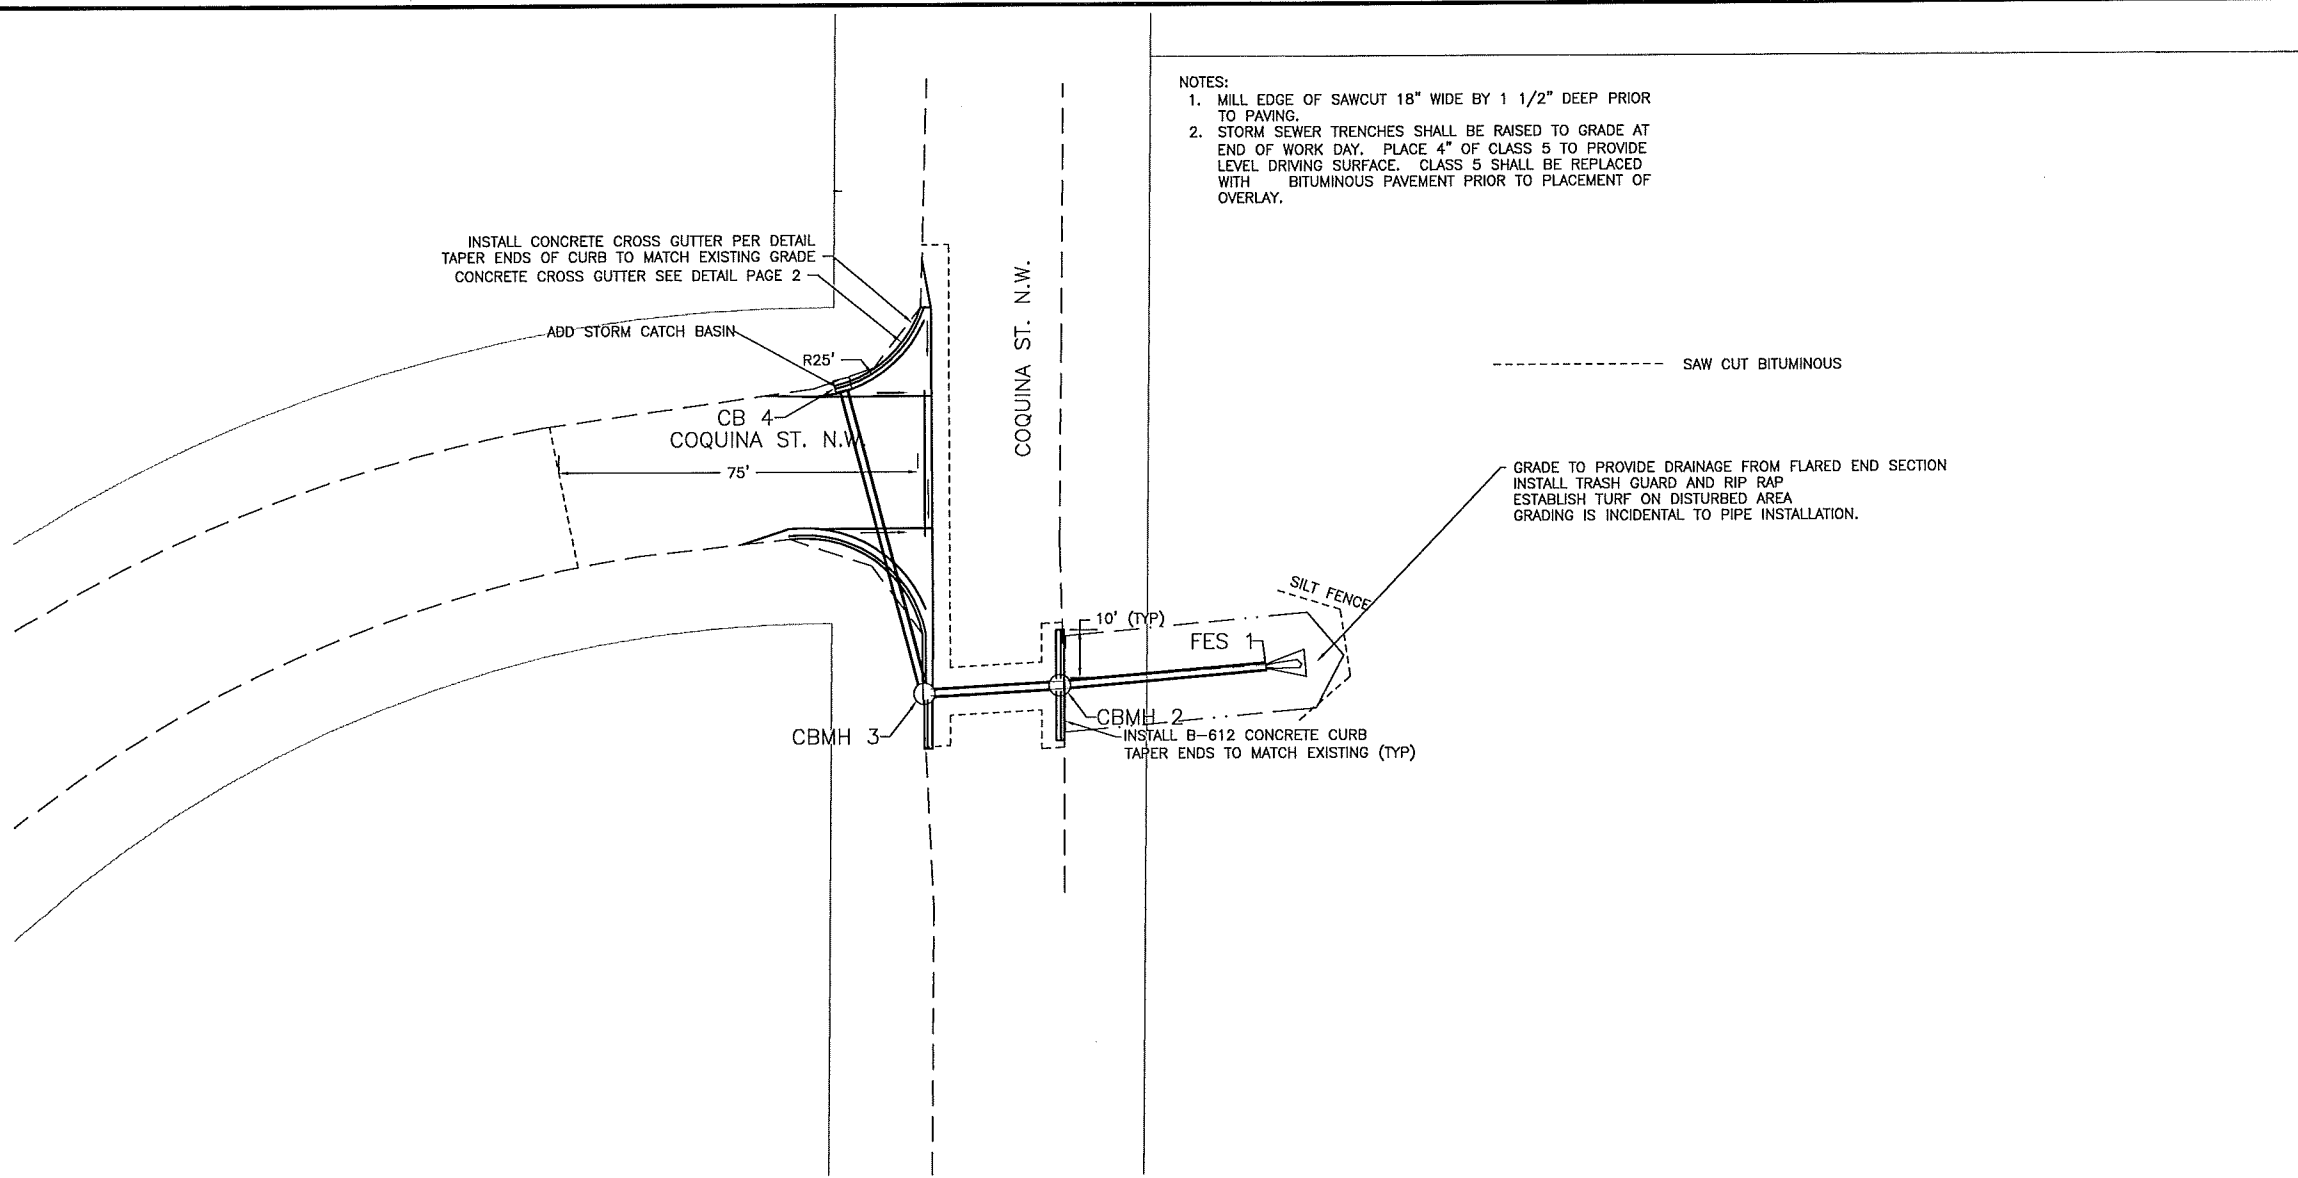 NOTES:
1. MILL EDGE OF SAWCUT 18" WIDE BY 1 1/2" DEEP PRIOR
TO PAVING.
2. STORM SEWER TRENCHES SHALL BE RAISED TO GRADE AT
END OF WORK DAY. PLACE 4" OF CLASS 5 TO PROVIDE
LEVEL DRIVING SURFACE. CLASS 5 SHALL BE REPLACED
WITH BITUMINOUS PAVEMENT PRIOR TO PLACEMENT OF
OVERLAY.
INSTALL CONCRETE CROSS GUTTER PER DETAIL
TAPER ENDS OF CURB TO MATCH EXISTING GRADE
CONCRETE CROSS GUTTER SEE DETAIL PAGE 2
ADD STORM CATCH BASIN
R25'
CB 4
COQUINA ST. N.W.
75'
COQUINA ST. N.W.
SAW CUT BITUMINOUS
GRADE TO PROVIDE DRAINAGE FROM FLARED END SECTION
INSTALL TRASH GUARD AND RIP RAP
ESTABLISH TURF ON DISTURBED AREA
GRADING IS INCIDENTAL TO PIPE INSTALLATION.
SILT FENCE
10' (TYP)
FES 1
CBMH 3
CBMH 2
INSTALL B-612 CONCRETE CURB
TAPER ENDS TO MATCH EXISTING (TYP)